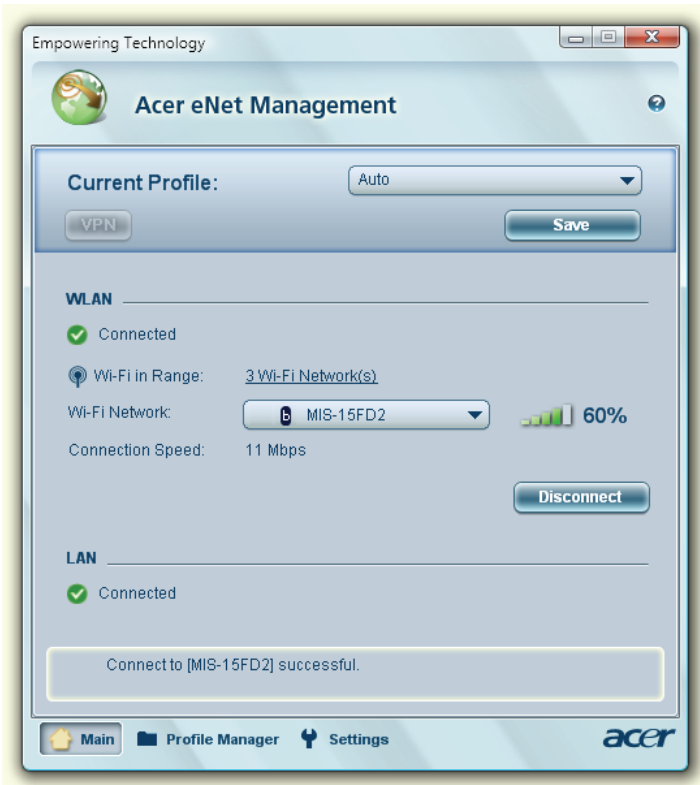 Empowering Technology
Acer eNet Management
Current Profile: Auto
VPN Save
WLAN
Connected
Wi-Fi in Range: 3 Wi-Fi Network(s)
Wi-Fi Network: b MIS-15FD2 60%
Connection Speed: 11 Mbps
Disconnect
LAN
Connected
Connect to [MIS-15FD2] successful.
Main Profile Manager Settings acer